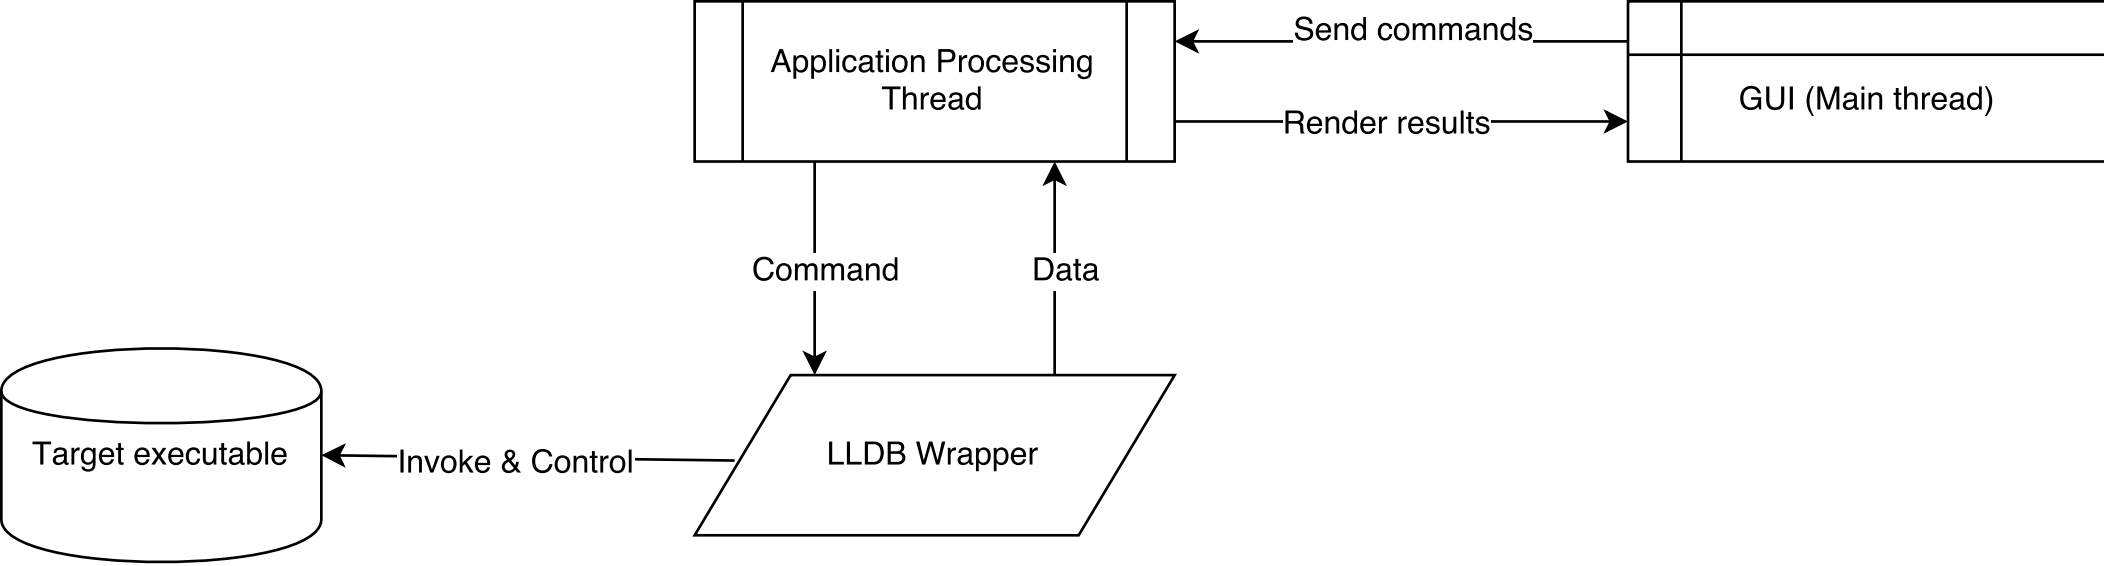 Application Processing
Thread
Send commands
GUI (Main thread)
Render results
Command
Data
Target executable
Invoke & Control
LLDB Wrapper